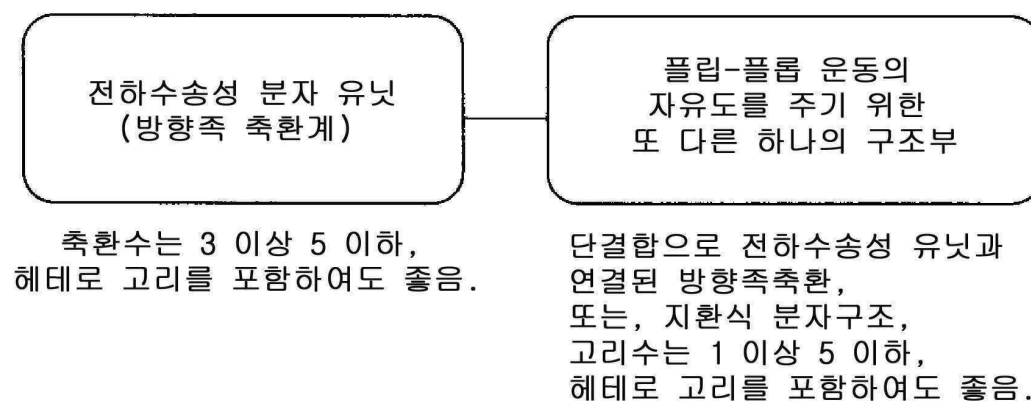 전하수송성 분자 유닛
(방향족 축환계)
플립-플롭 운동의
자유도를 주기 위한
또 다른 하나의 구조부
축환수는 3 이상 5 이하,
헤테로 고리를 포함하여도 좋음.
단결합으로 전하수송성 유닛과
연결된 방향족축환,
또는, 지환식 분자구조,
고리수는 1 이상 5 이하,
헤테로 고리를 포함하여도 좋음.